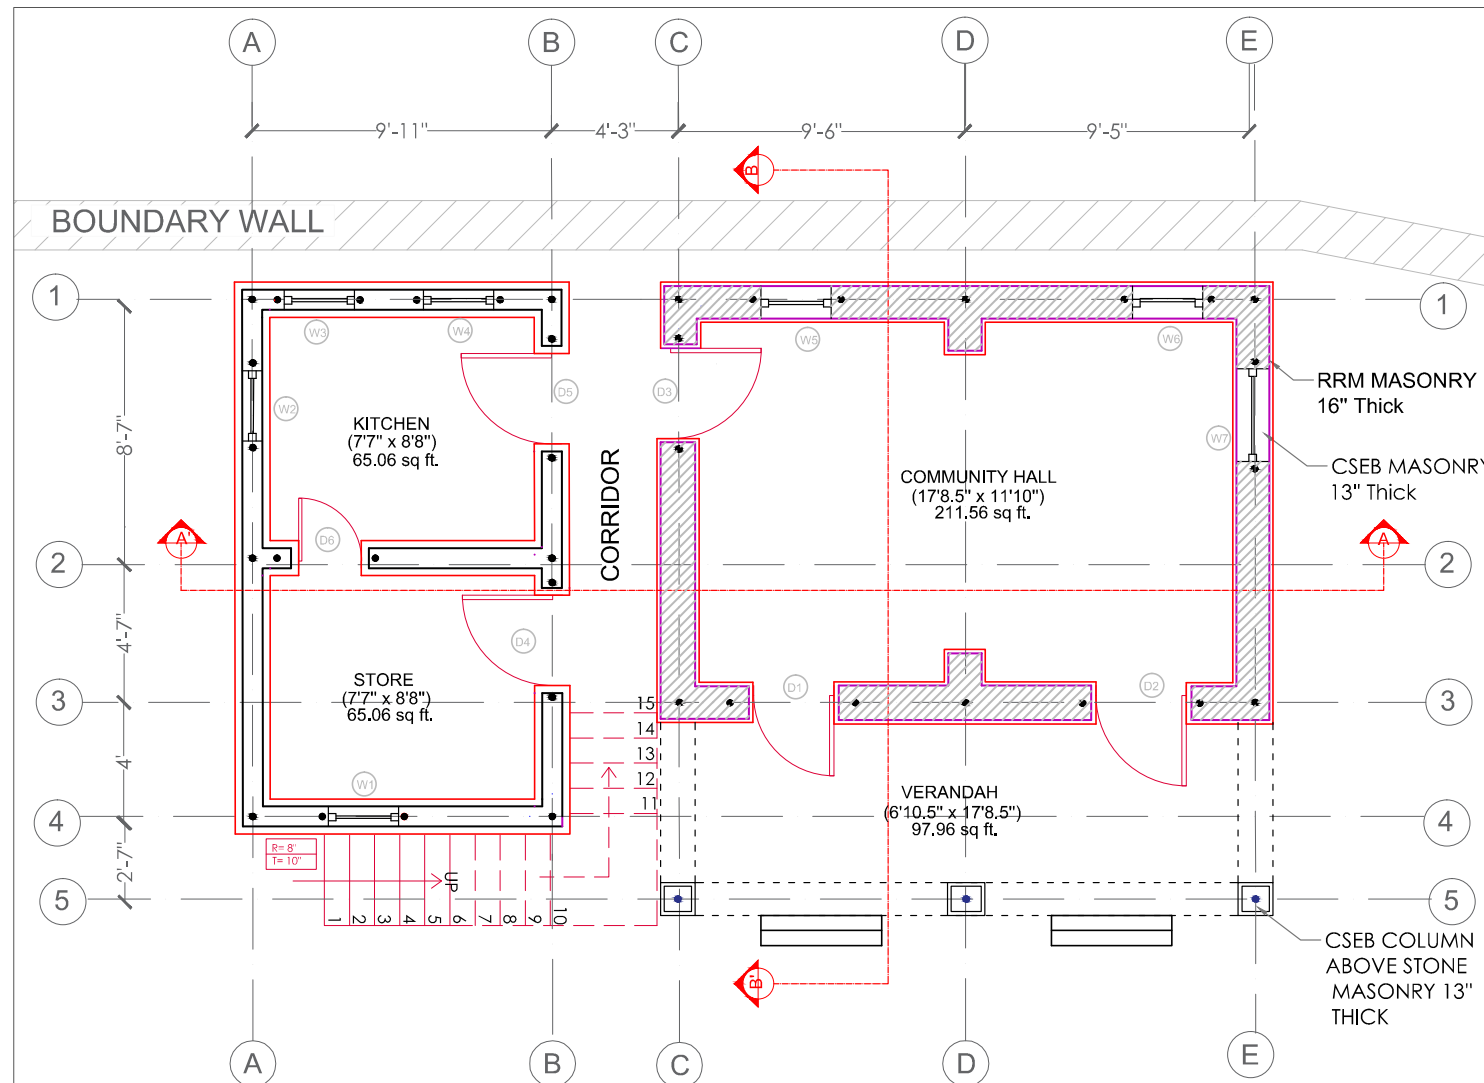 A B C D E
9'-11" 4'-3" 9'-6" 9'-5"
B
BOUNDARY WALL
1
1
W3 W4 W5 W6
D5 D3
RRM MASONRY
16" Thick
W2
KITCHEN
(7'7" x 8'8")
65.06 sq ft.
8'-7"
W7
CORRIDOR
COMMUNITY HALL
(17'8.5" x 11'10")
211.56 sq ft.
CSEB MASONRY
13" Thick
A'
D6
A
2
2
4'-7"
D4
STORE
(7'7" x 8'8")
65.06 sq ft.
D1
D2
3
3
15
14
13
12
11
4'
W1
VERANDAH
(6'10.5" x 17'8.5")
97.96 sq ft.
4
4
R= 8"
T= 10"
UP
2'-7"
1 2 3 4 5 6 7 8 9 10
5
5
CSEB COLUMN
ABOVE STONE
MASONRY 13"
THICK
B'
A B C D E